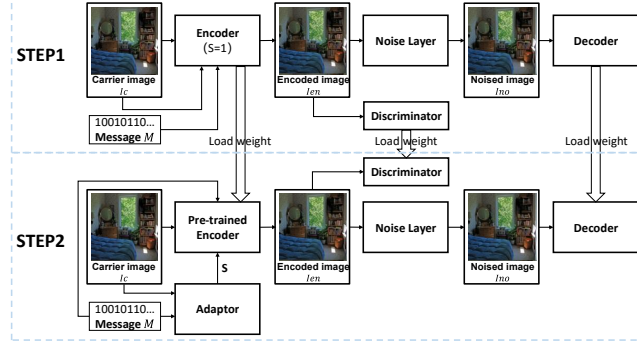 STEP1
Encoder
(S=1)
Noise Layer
Decoder
Carrier image
Ic
Encoded image
Ien
Noised image
Ino
10010110...
Message M
Discriminator
Load weight
Load weight
Load weight
Discriminator
STEP2
Pre-trained
Encoder
Noise Layer
Decoder
Carrier image
Ic
Encoded image
Ien
Noised image
Ino
S
10010110...
Message M
Adaptor